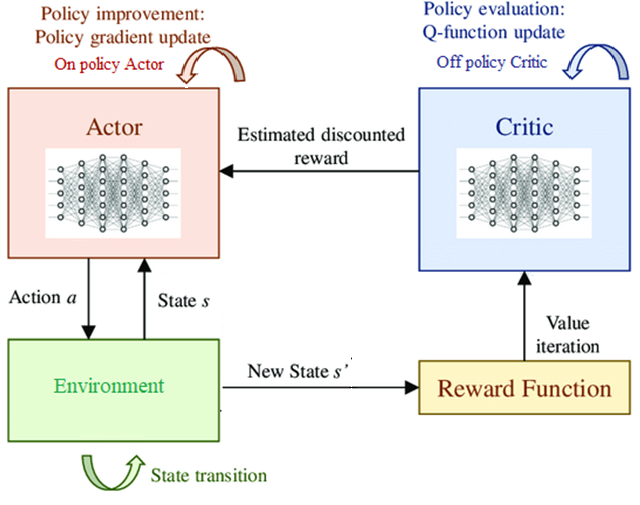 Policy improvement:
Policy gradient update
On policy Actor
Policy evaluation:
Q-function update
Off policy Critic
Actor
Estimated discounted
reward
Critic
Action a
State s
Value
iteration
Environment
New State s’
Reward Function
State transition